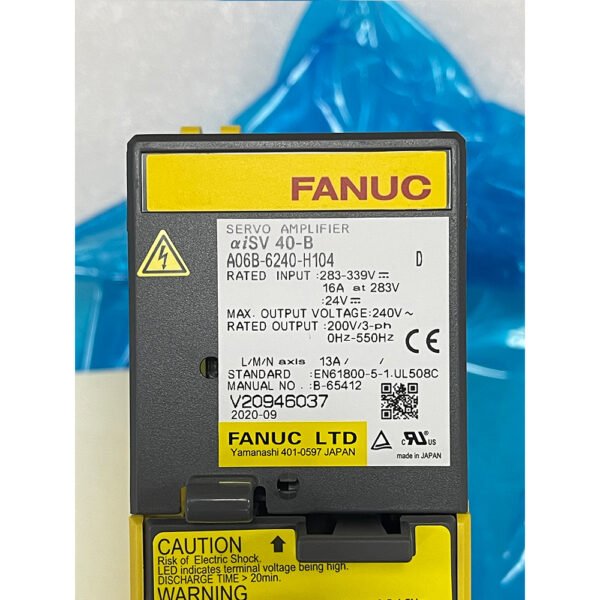 FANUC
SERVO AMPLIFIER
αiSV 40-B
A06B-6240-H104 D
RATED INPUT :283-339V⎓
16A at 283V
:24V⎓
MAX. OUTPUT VOLTAGE:240V～
RATED OUTPUT :200V/3-ph
0Hz-550Hz
CE
L/M/N axis 13A / /
STANDARD :EN61800-5-1.UL508C
MANUAL NO. :B-65412
V20946037
2020-09
FANUC LTD
Yamanashi 401-0597 JAPAN
c UR US
made in JAPAN
CAUTION
Risk of Electric Shock.
LED indicates terminal voltage being high.
DISCHARGE TIME > 20min.
WARNING